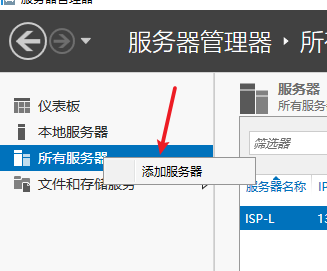 服务器管理器
服务器管理器 · 所有
仪表板
本地服务器
所有服务器
文件和存储服务
添加服务器
服务器
所有服务
筛选器
服务器名称 IP
ISP-L 13